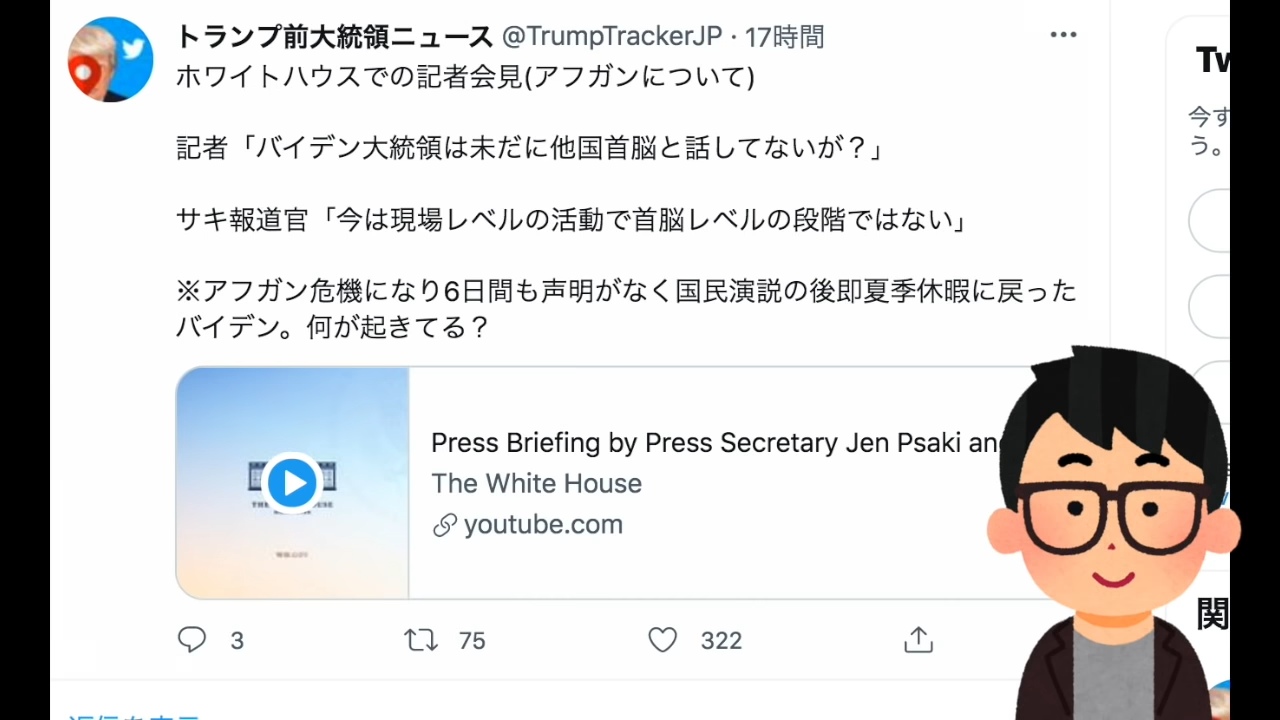 トランプ前大統領ニュース @TrumpTrackerJP · 17時間
ホワイトハウスでの記者会見(アフガンについて)
記者「バイデン大統領は未だに他国首脳と話してないが？」
サキ報道官「今は現場レベルの活動で首脳レベルの段階ではない」
※アフガン危機になり6日間も声明がなく国民演説の後即夏季休暇に戻った
バイデン。何が起きてる？
Press Briefing by Press Secretary Jen Psaki an
The White House
youtube.com
3 75 322
Tw
今す
う。
関